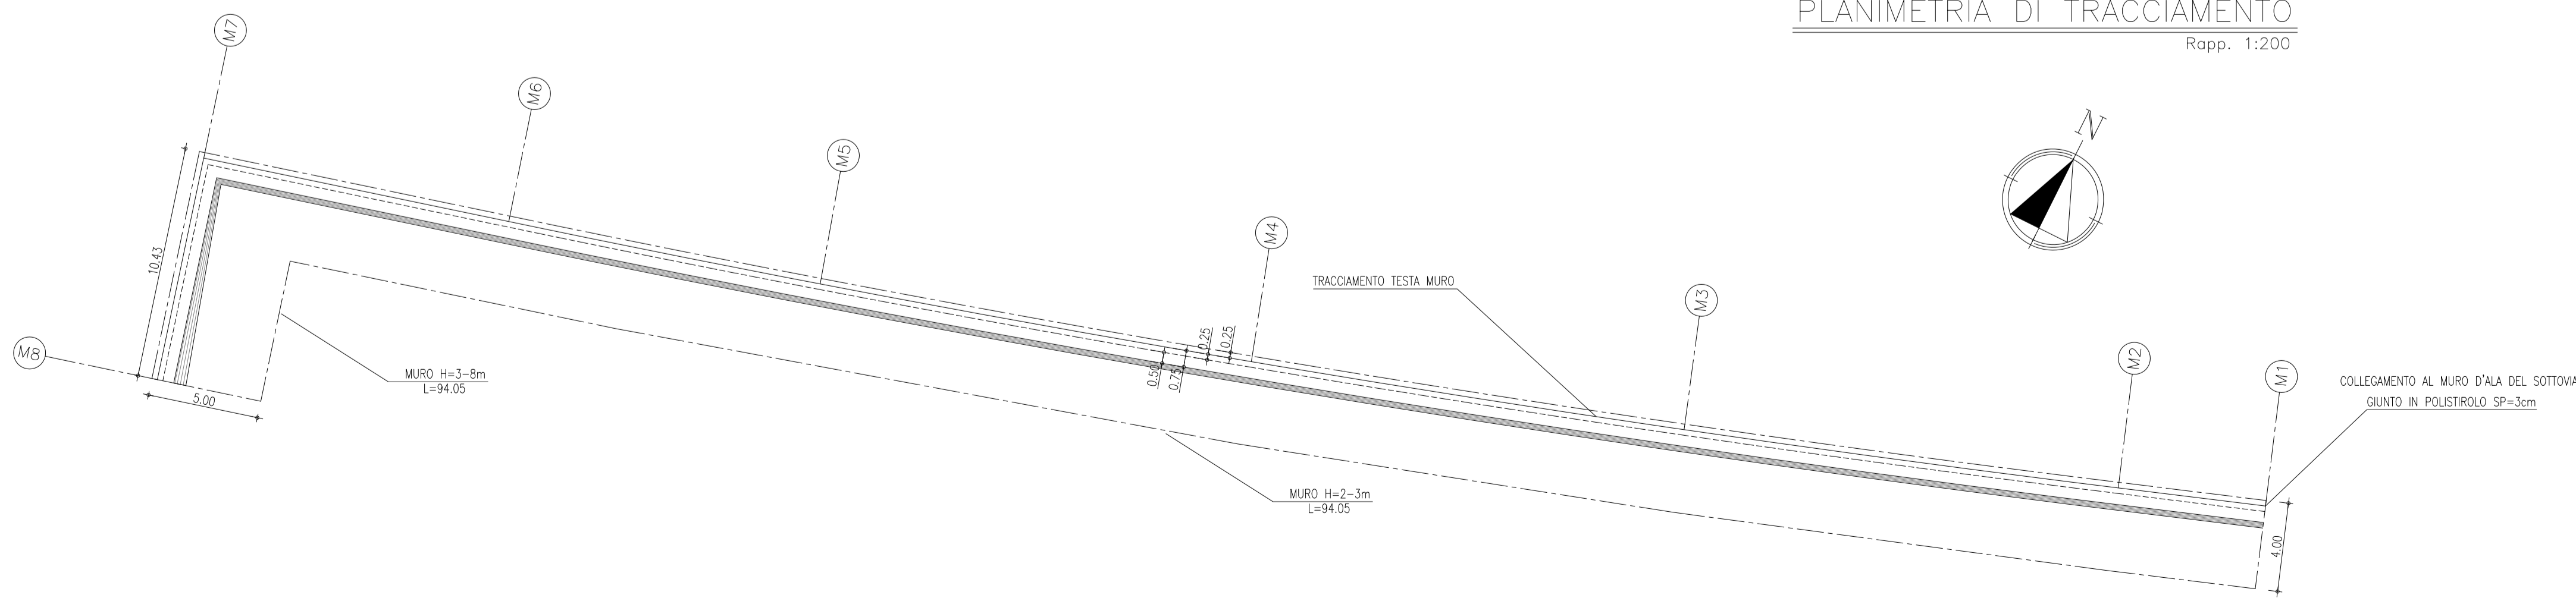 PLANIMETRIA DI TRACCIAMENTO
Rapp. 1:200
N
M7
M6
M5
M4
M3
M2
M1
M8
10.43
5.00
MURO H=3-8m
L=94.05
0.25
0.25
0.50
0.75
TRACCIAMENTO TESTA MURO
MURO H=2-3m
L=94.05
COLLEGAMENTO AL MURO D'ALA DEL SOTTOVIA
GIUNTO IN POLISTIROLO SP=3cm
4.00